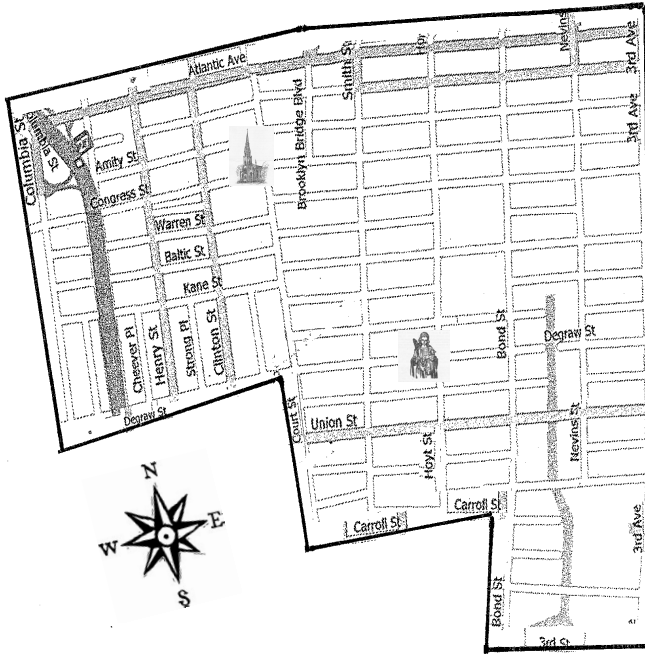 Nevins
3rd Ave
Smith St
Atlantic Ave
Brooklyn Bridge Blvd
3rd Ave
Columbia St
Columbia St
Amity St
Congress St
Warren St
Baltic St
Kane St
Bond St
Degraw St
Cheever Pl
Henry St
Strong Pl
Clinton St
Degraw St
Court St
Union St
Hoyt St
Nevins St
N
E
W
S
Carroll St
Carroll St
3rd Ave
Bond St
3rd St